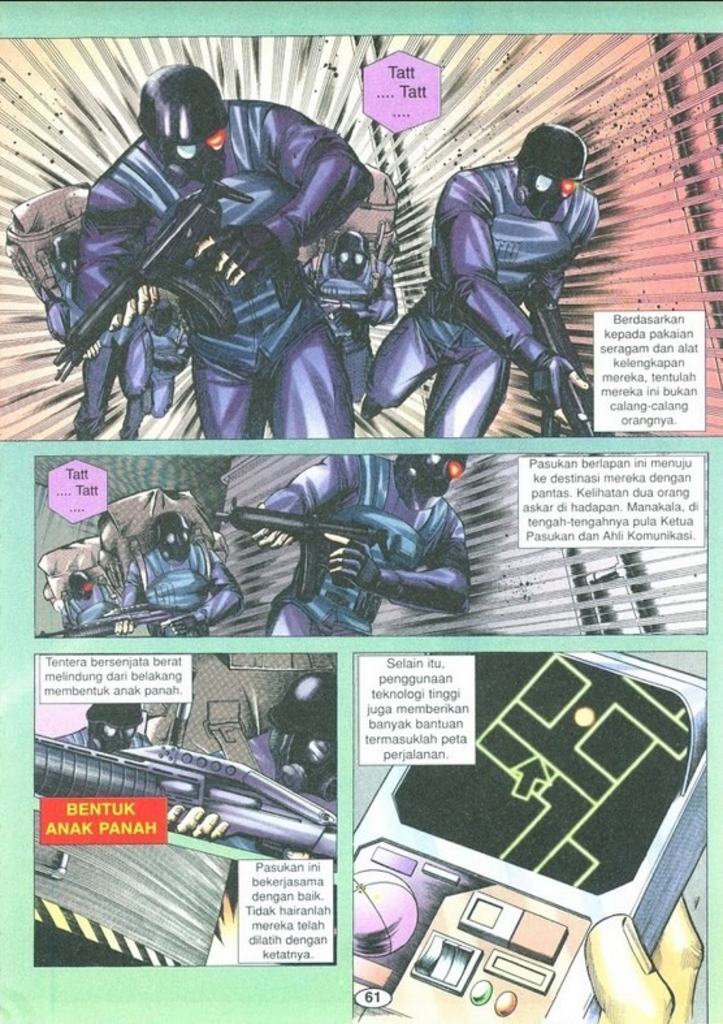 Tatt
.... Tatt
....
Berdasarkan
kepada pakaian
seragam dan alat
kelengkapan
mereka, tentulah
mereka ini bukan
calang-calang
orangnya.
Tatt
.... Tatt
....
Pasukan berlapan ini menuju
ke destinasi mereka dengan
pantas. Kelihatan dua orang
askar di hadapan. Manakala, di
tengah-tengahnya pula Ketua
Pasukan dan Ahli Komunikasi.
Tentera bersenjata berat
melindung dari belakang
membentuk anak panah.
BENTUK
ANAK PANAH
Pasukan ini
bekerjasama
dengan baik.
Tidak hairanlah
mereka telah
dilatih dengan
ketatnya.
Selain itu,
penggunaan
teknologi tinggi
juga memberikan
banyak bantuan
termasuklah peta
perjalanan.
61